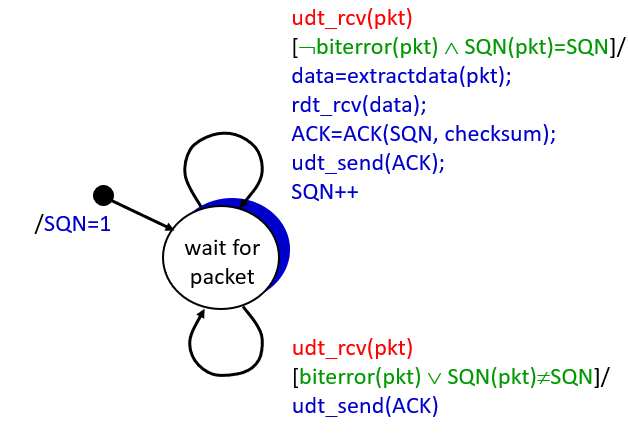 udt_rcv(pkt)
[¬biterror(pkt) ∧ SQN(pkt)=SQN]/
data=extractdata(pkt);
rdt_rcv(data);
ACK=ACK(SQN, checksum);
udt_send(ACK);
SQN++
/SQN=1
wait for
packet
udt_rcv(pkt)
[biterror(pkt) ∨ SQN(pkt)≠SQN]/
udt_send(ACK)